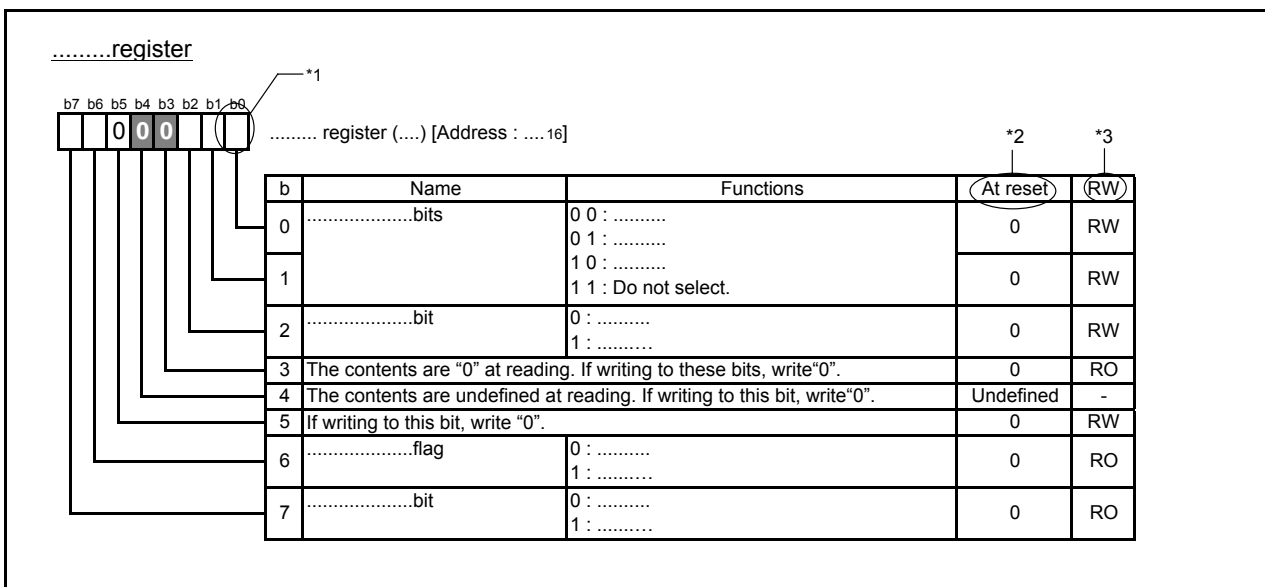 .........register
*1
b7 b6 b5 b4 b3 b2 b1 b0
0 0 0
......... register (....) [Address : ....16]
*2 *3
b Name Functions At reset RW
0 ....................bits 0 0 : .......... 0 RW
0 1 : ..........
1 1 0 : .......... 0 RW
1 1 : Do not select.
2 ....................bit 0 : .......... 0 RW
1 : ..........
3 The contents are “0” at reading. If writing to these bits, write“0”. 0 RO
4 The contents are undefined at reading. If writing to this bit, write“0”. Undefined -
5 If writing to this bit, write “0”. 0 RW
6 ....................flag 0 : .......... 0 RO
1 : ..........
7 ....................bit 0 : .......... 0 RO
1 : ..........